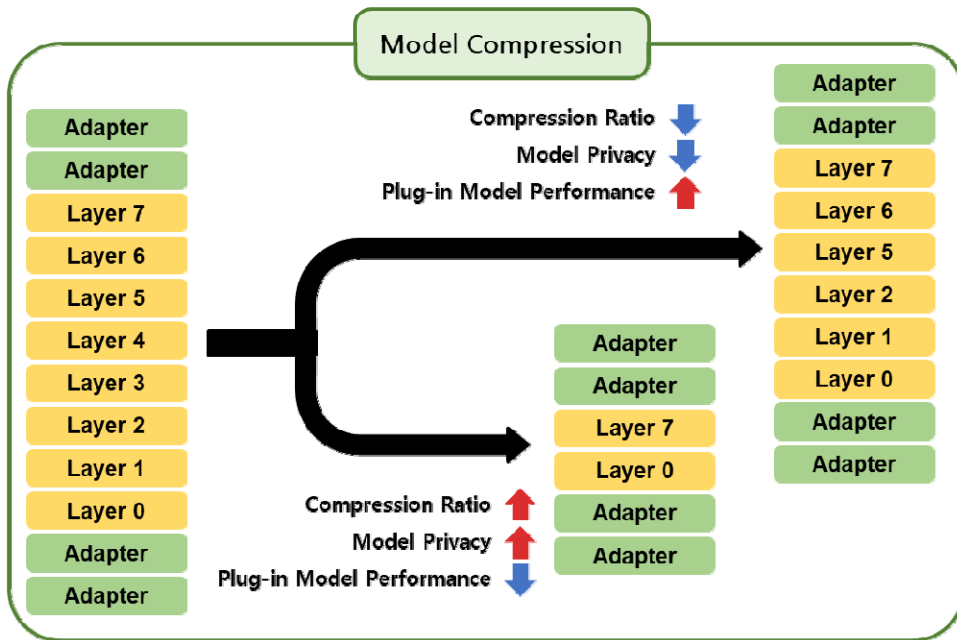 Model Compression
Adapter
Adapter
Layer 7
Layer 6
Layer 5
Layer 4
Layer 3
Layer 2
Layer 1
Layer 0
Adapter
Adapter
Compression Ratio
Model Privacy
Plug-in Model Performance
Adapter
Adapter
Layer 7
Layer 6
Layer 5
Layer 2
Layer 1
Layer 0
Adapter
Adapter
Adapter
Adapter
Layer 7
Layer 0
Adapter
Adapter
Compression Ratio
Model Privacy
Plug-in Model Performance